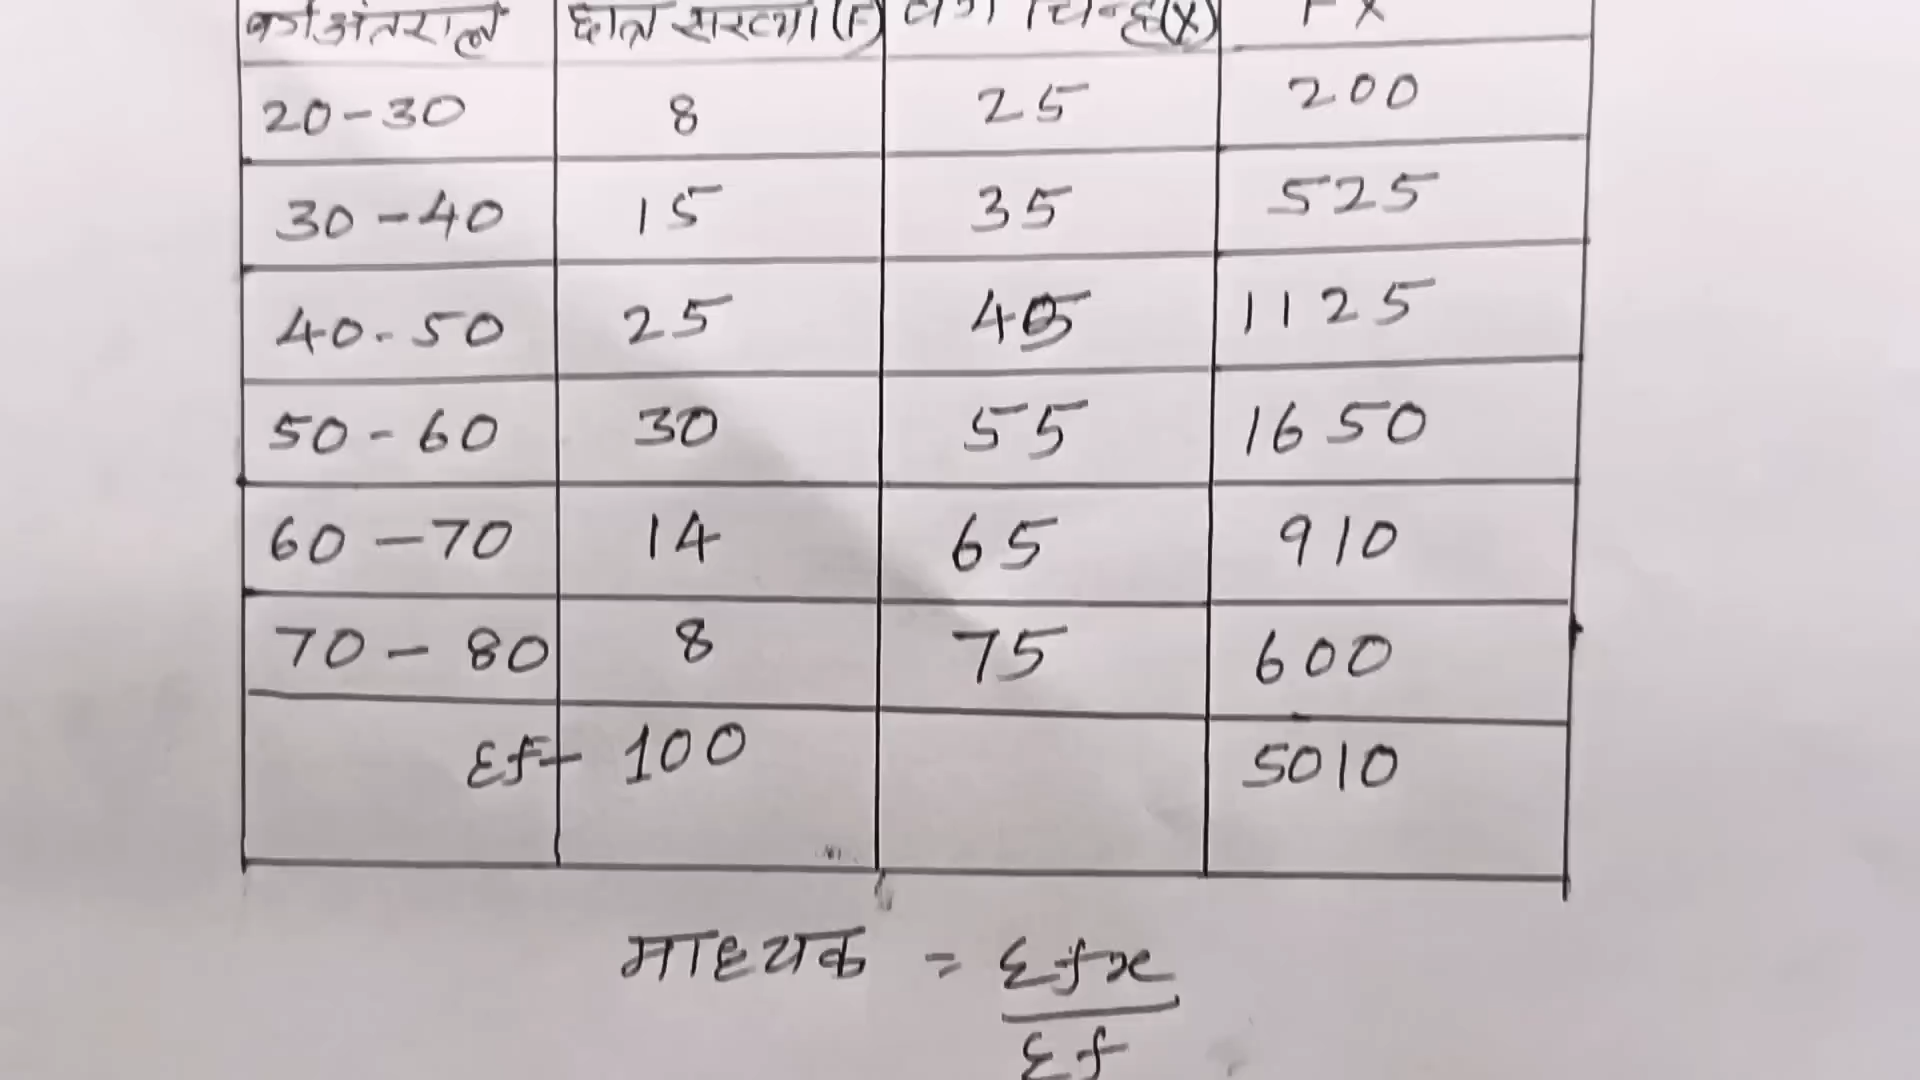 वर्ग अंतराल छात्र संख्या (F) वर्ग चिन्ह (X) F X
20-30 8 25 200
30-40 15 35 525
40-50 25 45 1125
50-60 30 55 1650
60-70 14 65 910
70-80 8 75 600
Σf- 100 5010
माध्यक = Σfx
Σf